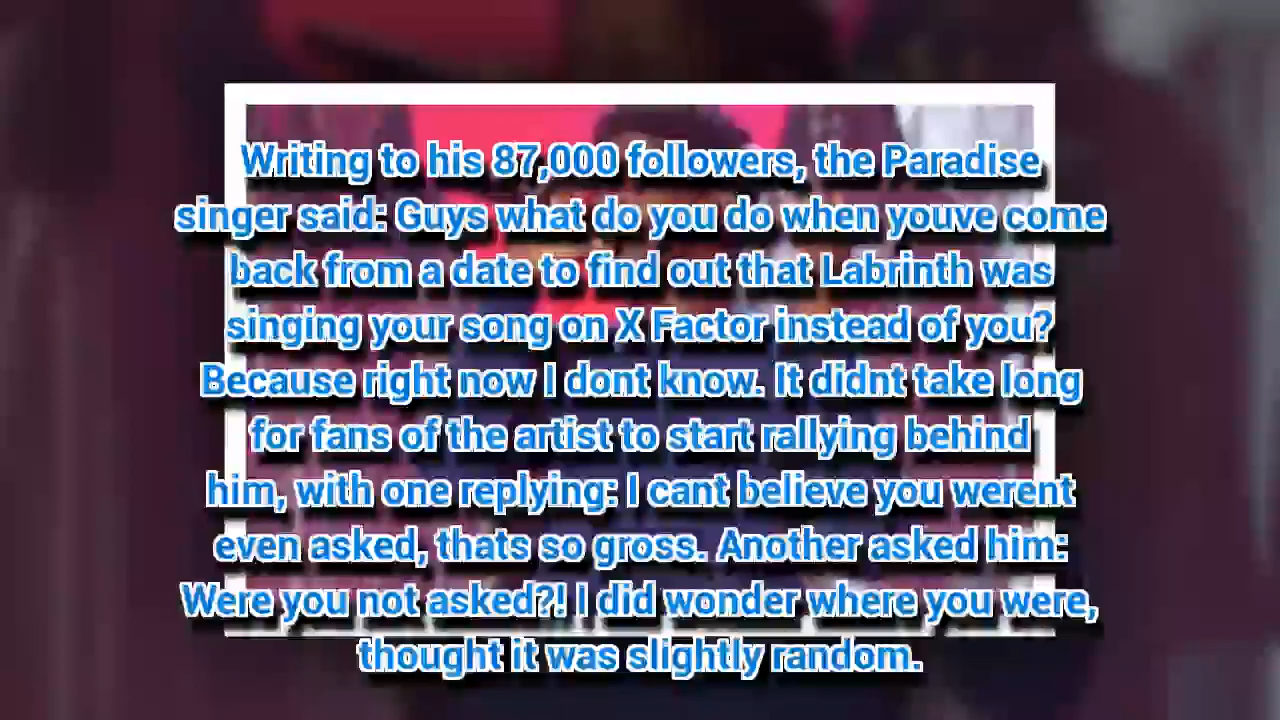 Writing to his 87,000 followers, the Paradise
singer said: Guys what do you do when youve come
back from a date to find out that Labrinth was
singing your song on X Factor instead of you?
Because right now I dont know. It didnt take long
for fans of the artist to start rallying behind
him, with one replying: I cant believe you werent
even asked, thats so gross. Another asked him:
Were you not asked?! I did wonder where you were,
thought it was slightly random.